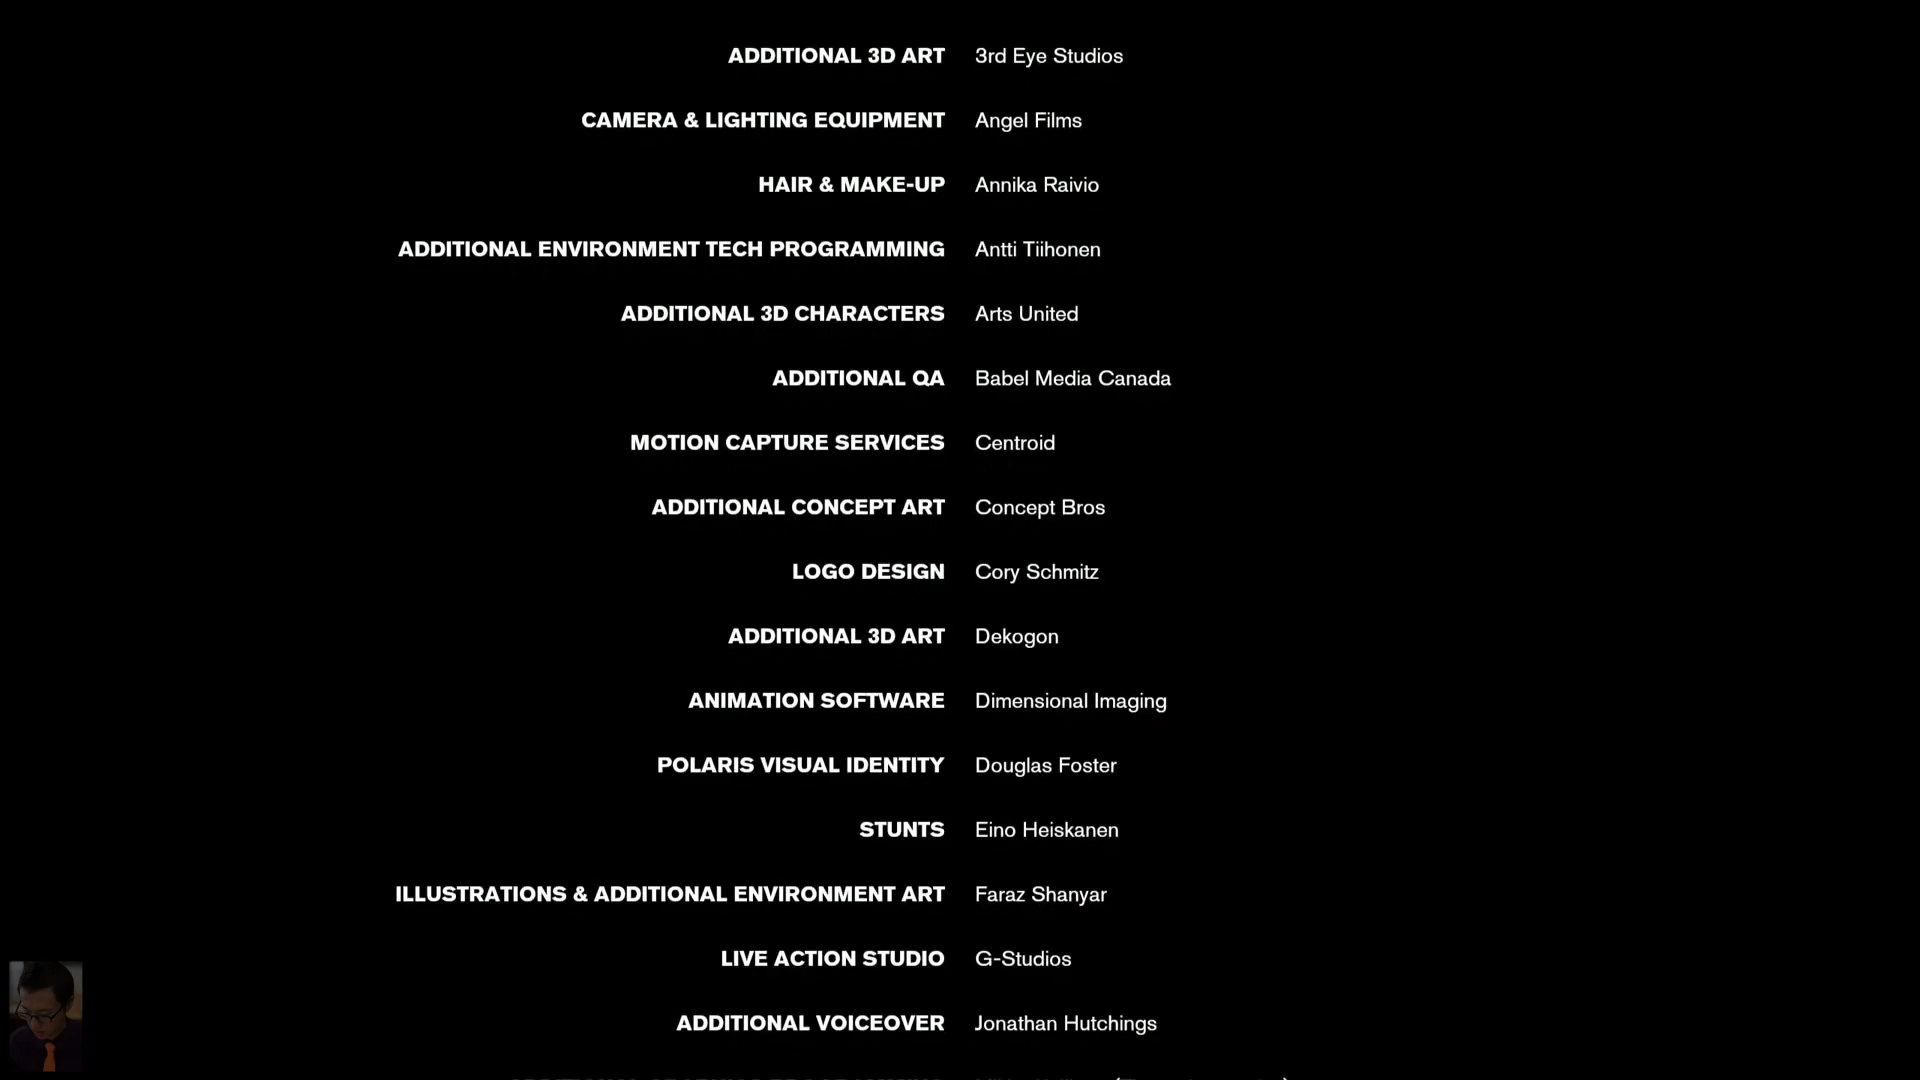 ADDITIONAL 3D ART 3rd Eye Studios
CAMERA & LIGHTING EQUIPMENT Angel Films
HAIR & MAKE-UP Annika Raivio
ADDITIONAL ENVIRONMENT TECH PROGRAMMING Antti Tiihonen
ADDITIONAL 3D CHARACTERS Arts United
ADDITIONAL QA Babel Media Canada
MOTION CAPTURE SERVICES Centroid
ADDITIONAL CONCEPT ART Concept Bros
LOGO DESIGN Cory Schmitz
ADDITIONAL 3D ART Dekogon
ANIMATION SOFTWARE Dimensional Imaging
POLARIS VISUAL IDENTITY Douglas Foster
STUNTS Eino Heiskanen
ILLUSTRATIONS & ADDITIONAL ENVIRONMENT ART Faraz Shanyar
LIVE ACTION STUDIO G-Studios
ADDITIONAL VOICEOVER Jonathan Hutchings